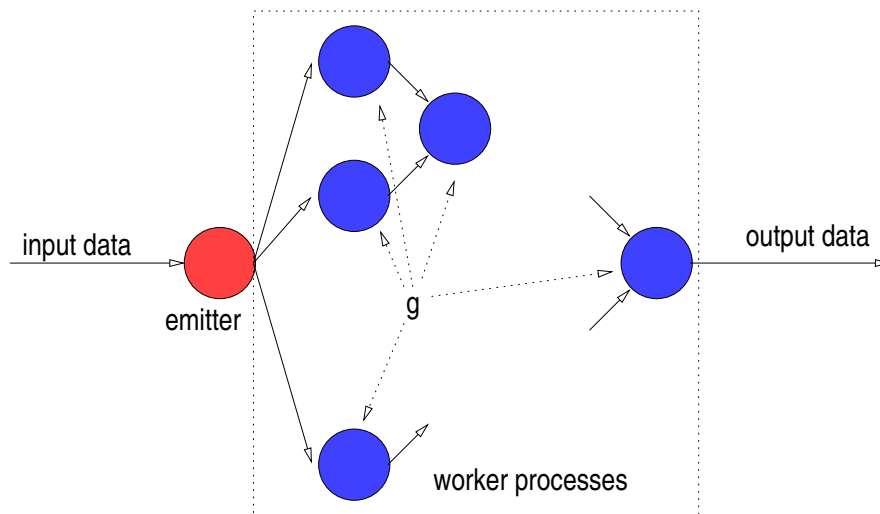 input data
emitter
g
output data
worker processes